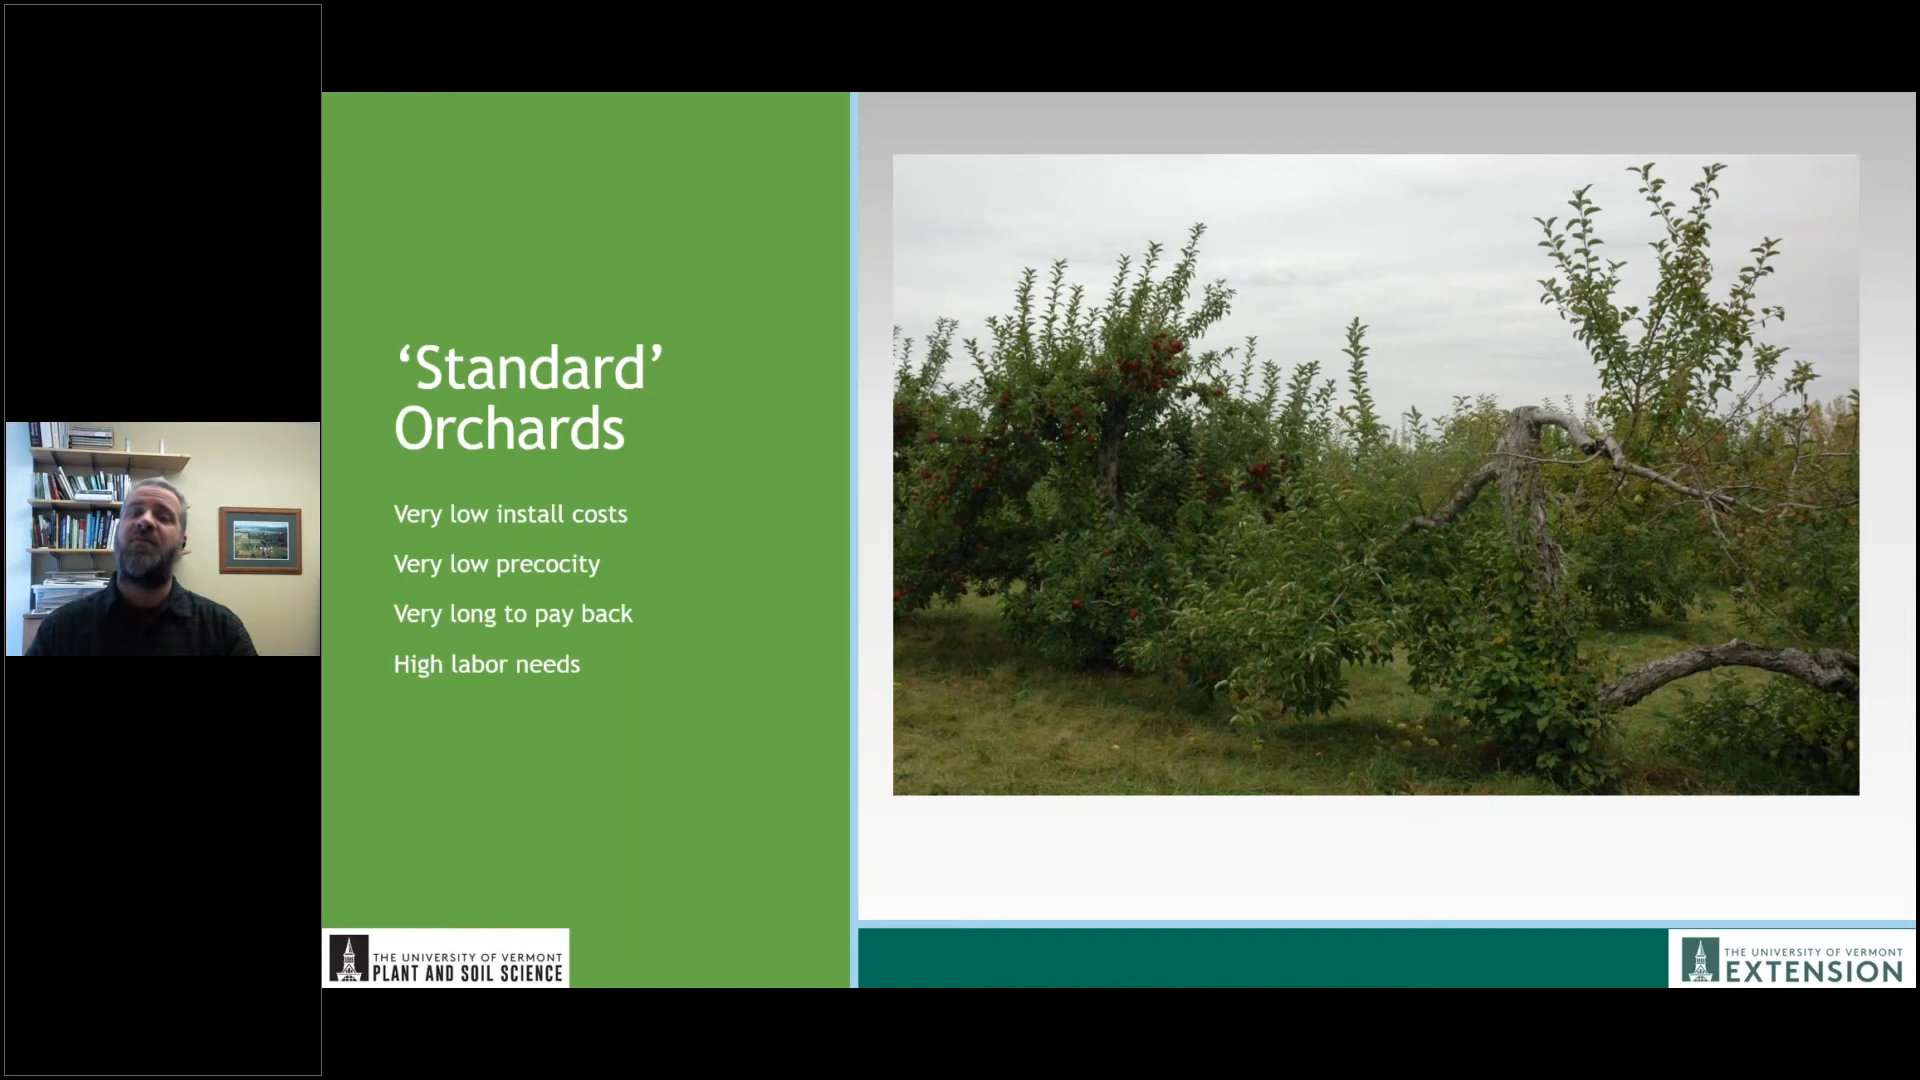 ‘Standard’
Orchards
Very low install costs
Very low precocity
Very long to pay back
High labor needs
THE UNIVERSITY OF VERMONT
PLANT AND SOIL SCIENCE
THE UNIVERSITY OF VERMONT
EXTENSION